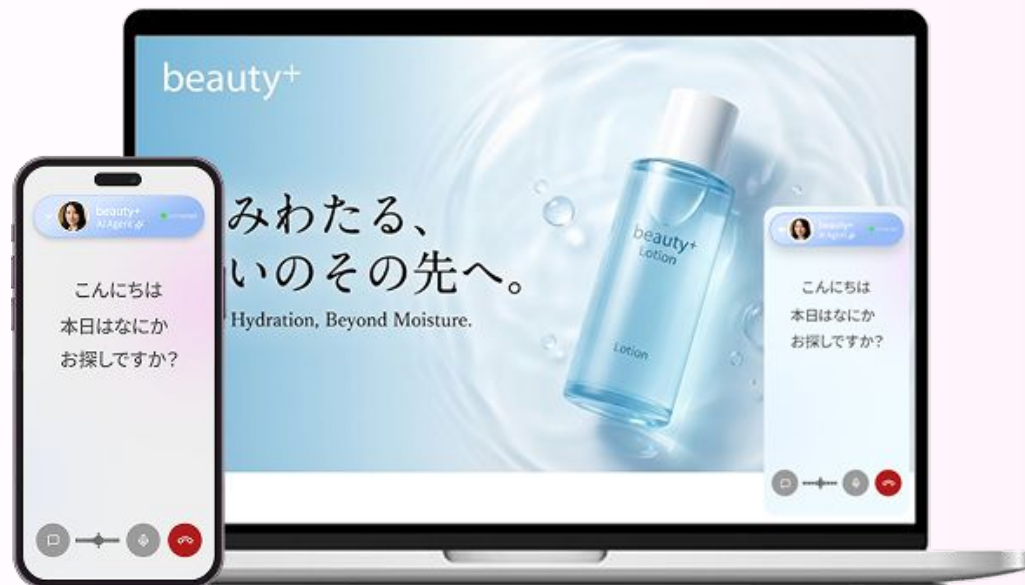 beauty+
みわたる、
いのその先へ。
Hydration, Beyond Moisture.
beauty+
Lotion
Lotion
beauty+
AI Agent
こんにちは
本日はなにか
お探しですか?
beauty+
AI Agent
こんにちは
本日はなにか
お探しですか?